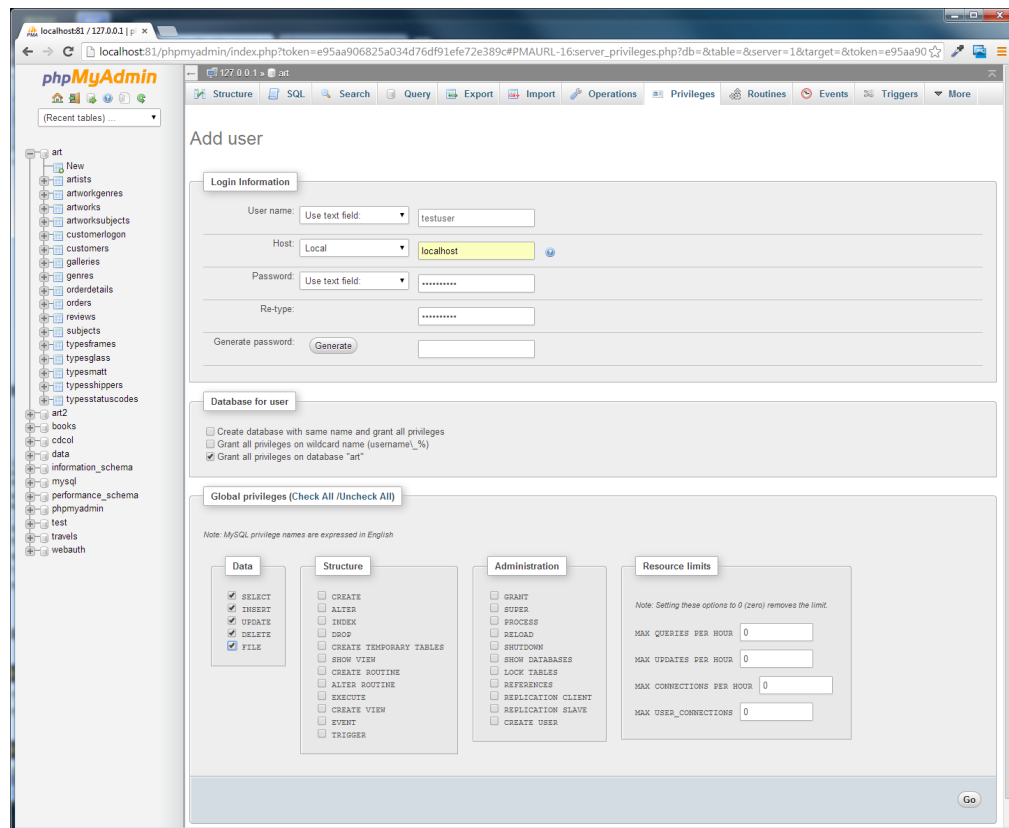 localhost:81 / 127.0.0.1 | p
localhost:81/phpmyadmin/index.php?token=e95aa906825a034d76df91efe72e389c#PMAURL-16:server_privileges.php?db=&table=&server=1&target=&token=e95aa90
phpMyAdmin
(Recent tables) ...
art
New
artists
artworkgenres
artworks
artworksubjects
customerlogon
customers
galleries
genres
orderdetails
orders
reviews
subjects
typesframes
typesglass
typesmatt
typesshippers
typesstatuscodes
art2
books
cdcol
data
information_schema
mysql
performance_schema
phpmyadmin
test
travels
webauth
127.0.0.1 » art
Structure SQL Search Query Export Import Operations Privileges Routines Events Triggers More
Add user
Login Information
User name: Use text field: testuser
Host: Local localhost
Password: Use text field: ••••••••••
Re-type: ••••••••••
Generate password: Generate
Database for user
Create database with same name and grant all privileges
Grant all privileges on wildcard name (username\_%)
Grant all privileges on database "art"
Global privileges (Check All /Uncheck All)
Note: MySQL privilege names are expressed in English
Data
SELECT
INSERT
UPDATE
DELETE
FILE
Structure
CREATE
ALTER
INDEX
DROP
CREATE TEMPORARY TABLES
SHOW VIEW
CREATE ROUTINE
ALTER ROUTINE
EXECUTE
CREATE VIEW
EVENT
TRIGGER
Administration
GRANT
SUPER
PROCESS
RELOAD
SHUTDOWN
SHOW DATABASES
LOCK TABLES
REFERENCES
REPLICATION CLIENT
REPLICATION SLAVE
CREATE USER
Resource limits
Note: Setting these options to 0 (zero) removes the limit.
MAX QUERIES PER HOUR 0
MAX UPDATES PER HOUR 0
MAX CONNECTIONS PER HOUR 0
MAX USER_CONNECTIONS 0
Go